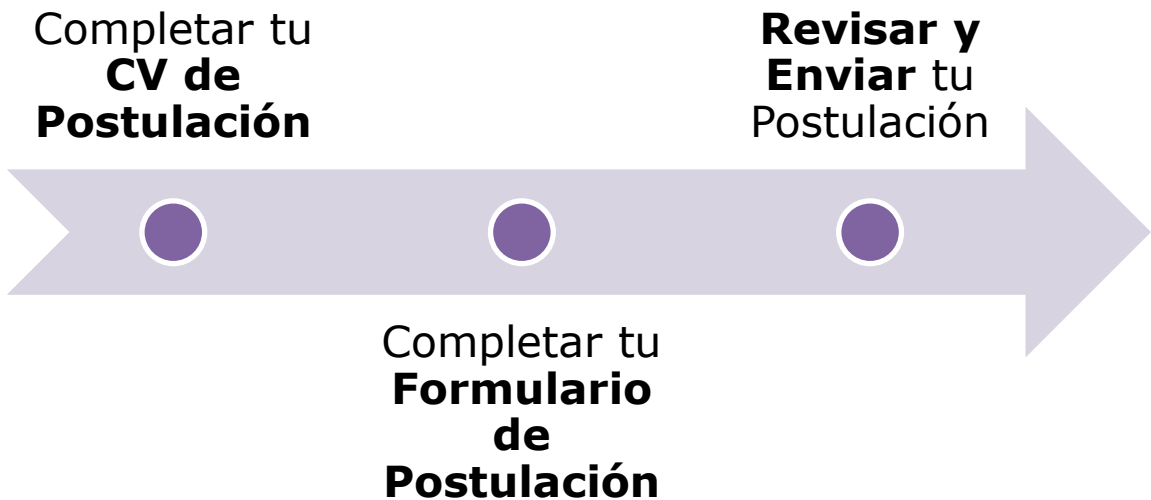 Completar tu
CV de
Postulación
Completar tu
Formulario
de
Postulación
Revisar y
Enviar tu
Postulación